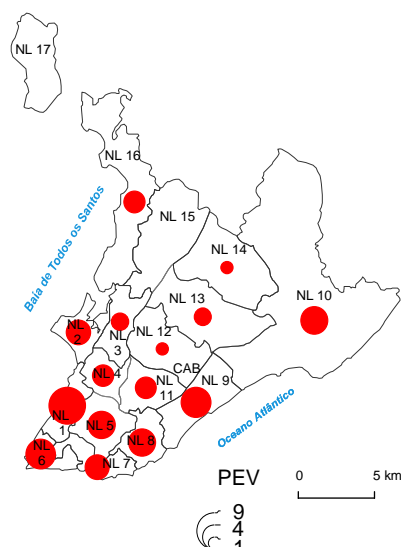 NL 17
NL 16
Baía de Todos os Santos
NL 15
NL 14
NL 10
NL 13
NL
2
NL
3
NL 12
CAB
NL 4
NL
11
NL 9
NL
1
NL 5
Oceano Atlântico
NL 8
NL
6
NL 7
PEV
0 5 km
9
4
1